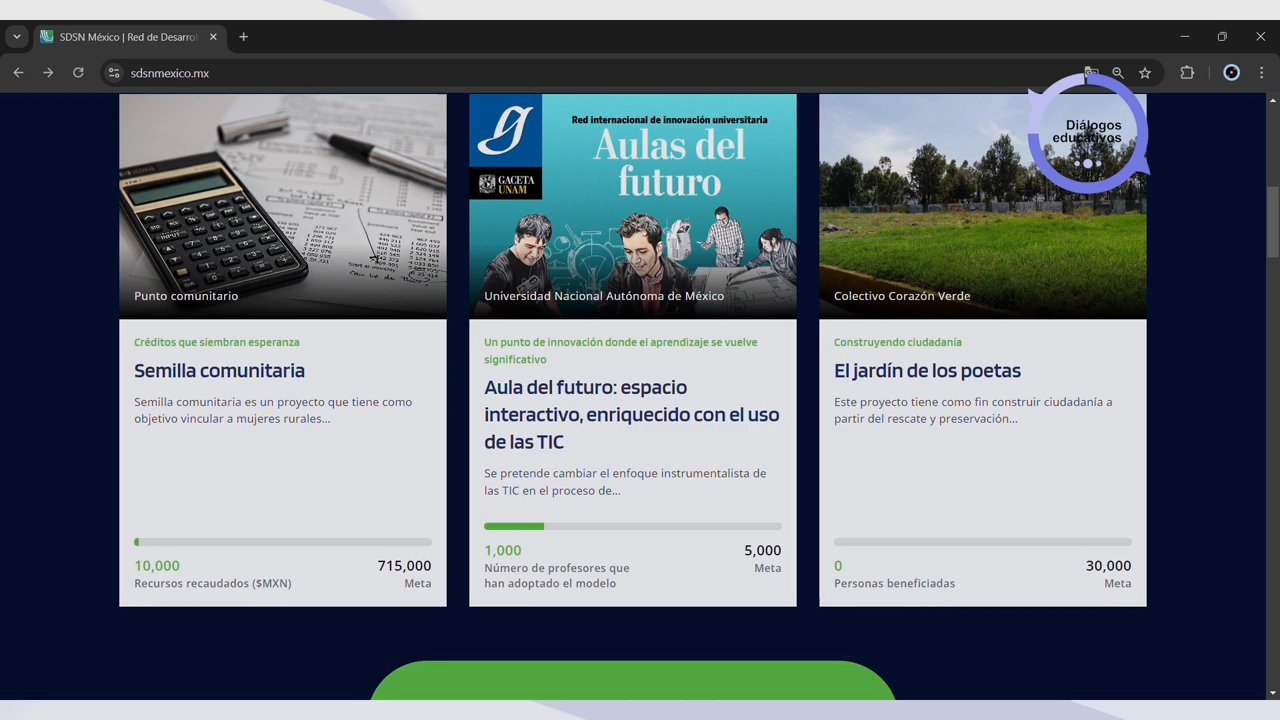 SDSN México | Red de Desarrol
sdsnmexico.mx
Diálogos
educativos
Punto comunitario
Créditos que siembran esperanza
Semilla comunitaria
Semilla comunitaria es un proyecto que tiene como
objetivo vincular a mujeres rurales...
10,000
715,000
Recursos recaudados ($MXN)
Meta
GACETA
UNAM
Red internacional de innovación universitaria
Aulas del
futuro
Universidad Nacional Autónoma de México
Un punto de innovación donde el aprendizaje se vuelve
significativo
Aula del futuro: espacio
interactivo, enriquecido con el uso
de las TIC
Se pretende cambiar el enfoque instrumentalista de
las TIC en el proceso de...
1,000
5,000
Número de profesores que
han adoptado el modelo
Meta
Colectivo Corazón Verde
Construyendo ciudadanía
El jardín de los poetas
Este proyecto tiene como fin construir ciudadanía a
partir del rescate y preservación...
0
30,000
Personas beneficiadas
Meta